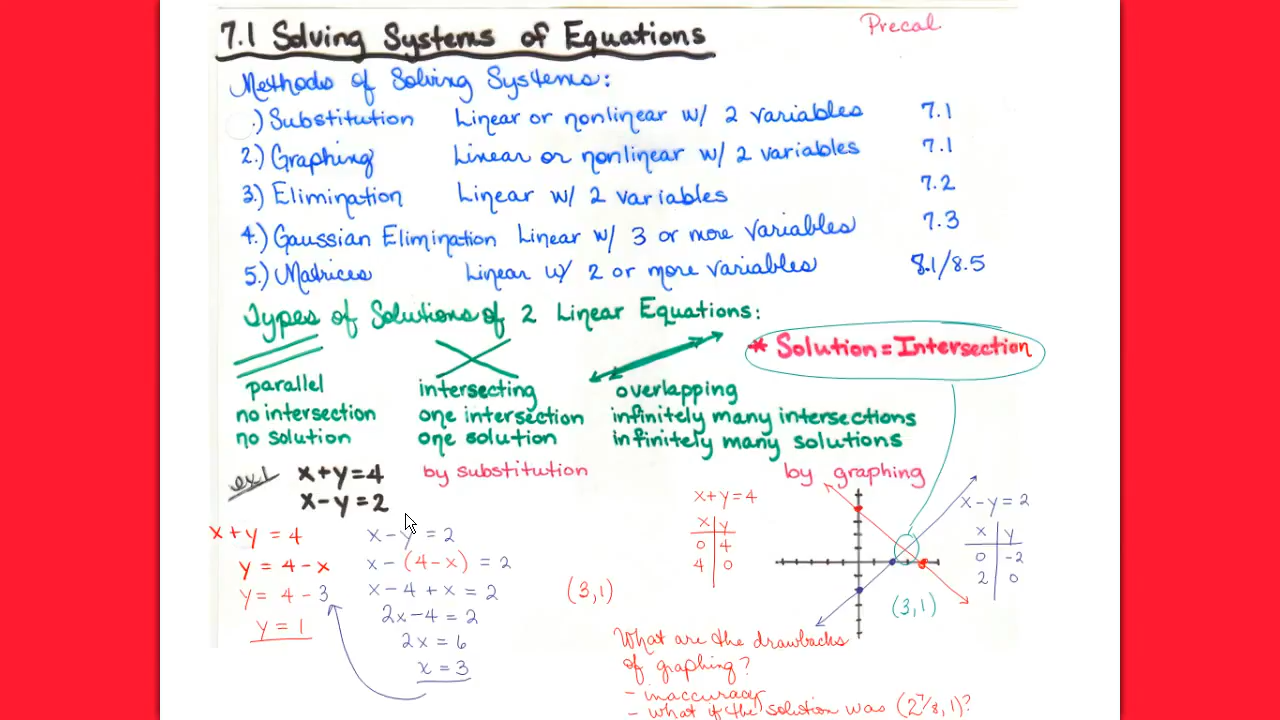 7.1 Solving Systems of Equations
Precal
Methods of Solving Systems:
1.) Substitution Linear or nonlinear w/ 2 variables 7.1
2.) Graphing Linear or nonlinear w/ 2 variables 7.1
3.) Elimination Linear w/ 2 variables 7.2
4.) Gaussian Elimination Linear w/ 3 or more variables 7.3
5.) Matrices Linear w/ 2 or more variables 8.1/8.5
Types of Solutions of 2 Linear Equations:
* Solution = Intersection
parallel
no intersection
no solution
intersecting
one intersection
one solution
overlapping
infinitely many intersections
infinitely many solutions
ex1 x+y=4
x-y=2
by substitution
x+y = 4
y = 4-x
y = 4-3
y = 1
x-y = 2
x-(4-x) = 2
x-4+x = 2
2x-4 = 2
2x = 6
x = 3
(3,1)
by graphing
x+y=4
x y
0 4
4 0
x-y = 2
x y
0 -2
2 0
(3,1)
What are the drawbacks
of graphing?
- inaccuracy
- what if the solution was (2 7/8, 1)?